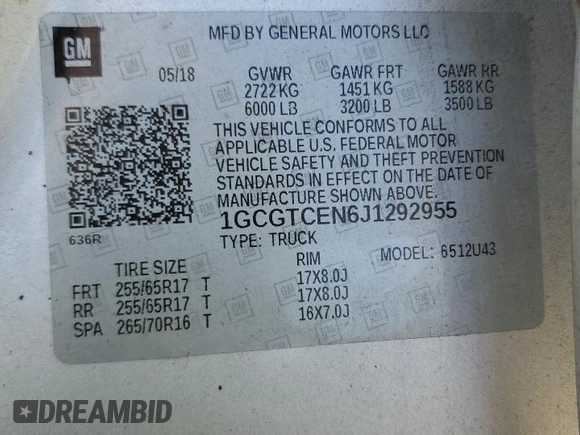 GM
MFD BY GENERAL MOTORS LLC
05/18 GVWR GAWR FRT GAWR RR
2722 KG 1451 KG 1588 KG
6000 LB 3200 LB 3500 LB
THIS VEHICLE CONFORMS TO ALL
APPLICABLE U.S. FEDERAL MOTOR
VEHICLE SAFETY AND THEFT PREVENTION
STANDARDS IN EFFECT ON THE DATE OF
MANUFACTURE SHOWN ABOVE.
636R
1GCGTCEN6J1292955
TYPE: TRUCK MODEL: 6512U43
TIRE SIZE RIM
FRT 255/65R17 T 17X8.0J
RR 255/65R17 T 17X8.0J
SPA 265/70R16 T 16X7.0J
DREAMBID